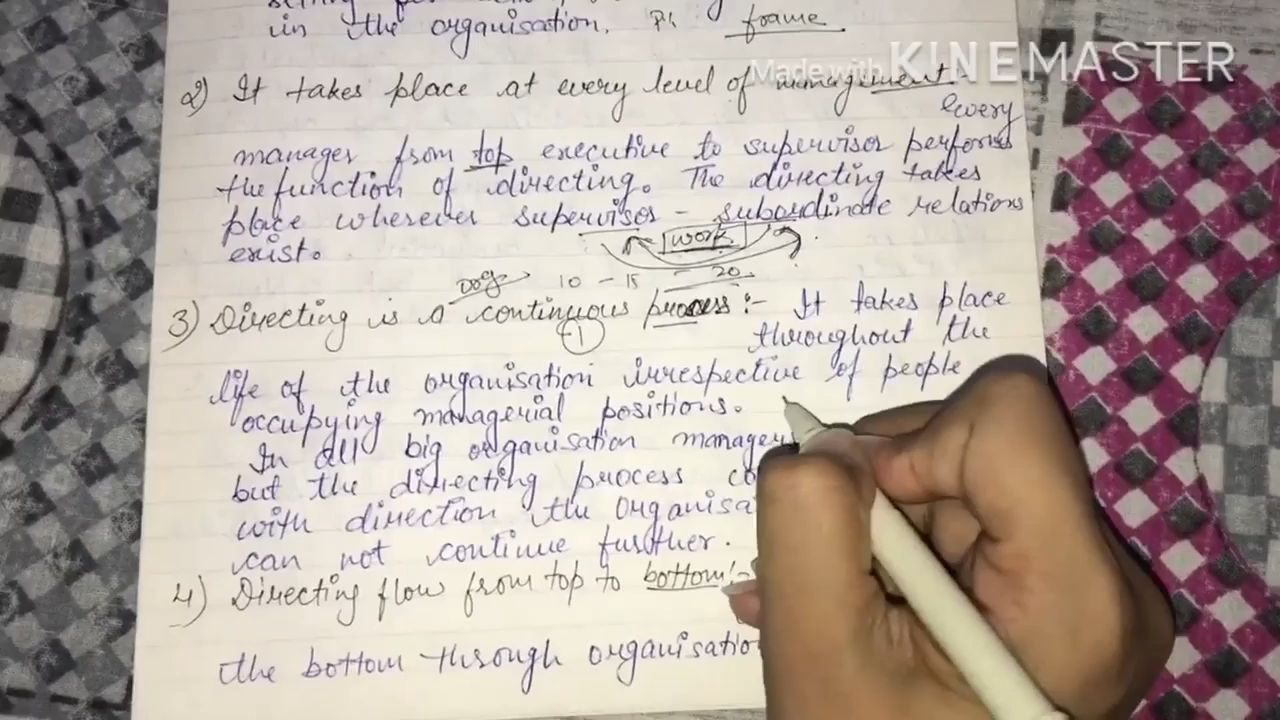 in the organisation. frame
Made with KINEMASTER
2) It takes place at every level of management -
every
manager from top executive to supervisor performs
the function of directing. The directing takes
place wherever supervisor - subordinate relations
exist. work
10 - 15 - 20
3) Directing is a continuous process :- It takes place
1 throughout the
life of the organisation irrespective of people
occupying managerial positions.
In all big organisation manager
but the directing process
with direction the organisa
can not continue further.
4) Directing flow from top to bottom :-
the bottom through organisatio